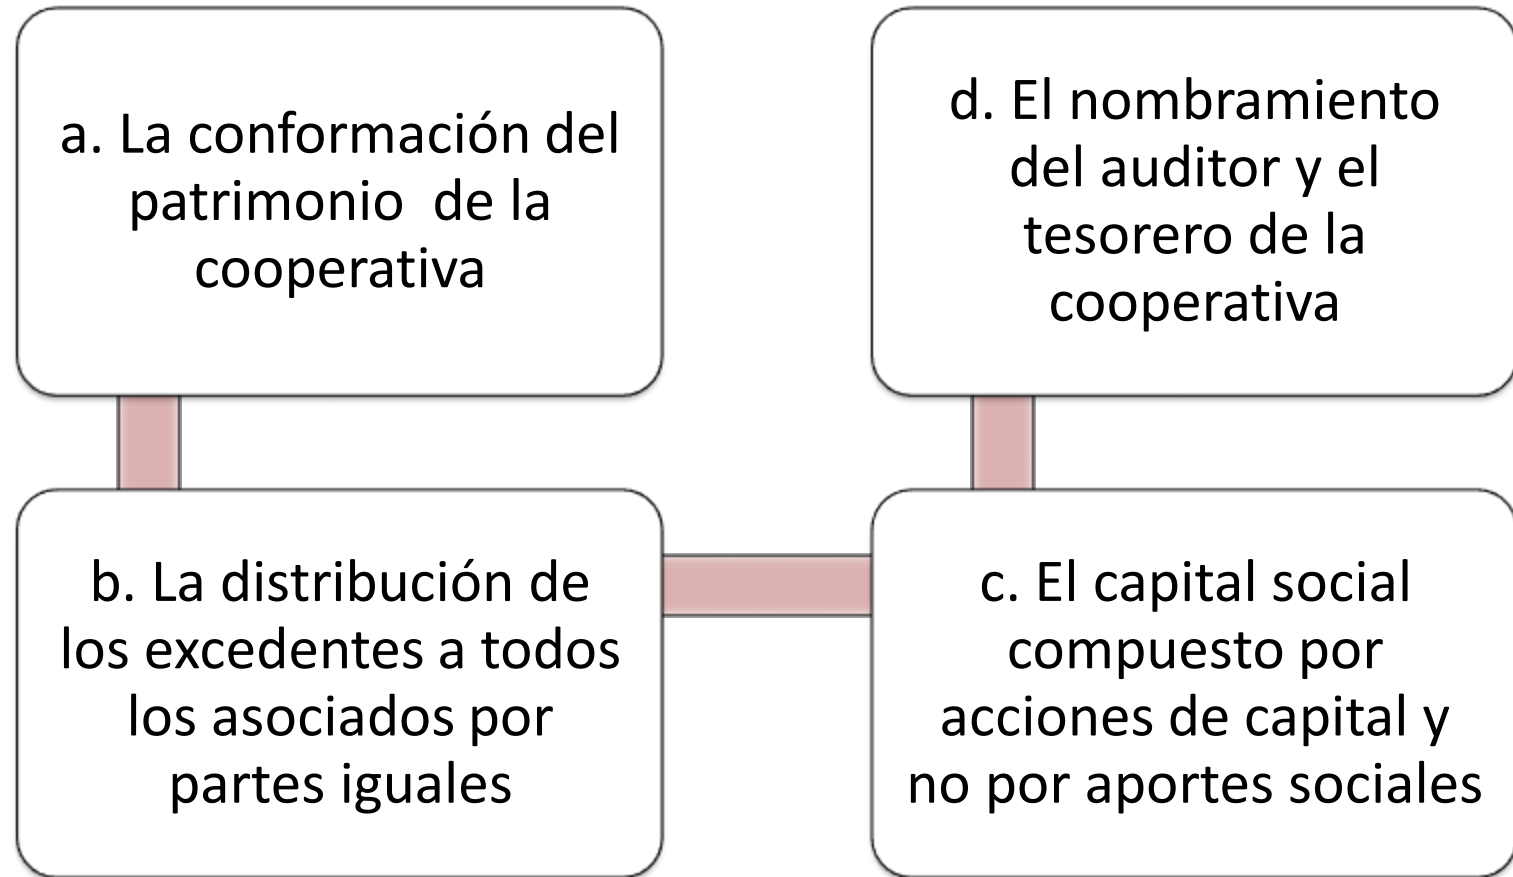 a. La conformación del
patrimonio de la
cooperativa
b. La distribución de
los excedentes a todos
los asociados por
partes iguales
c. El capital social
compuesto por
acciones de capital y
no por aportes sociales
d. El nombramiento
del auditor y el
tesorero de la
cooperativa